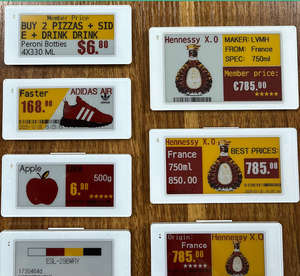 Member Price
BUY 2 PIZZAS + SID
E + DRINK DRINK
Peroni Bottles
4X330 ML
$6.80
Faster
ADIDAS AIR
168.00
Apple
500g
6.00
ESL-29BWRY
Hennessy X.O
MAKER: LVMH
FROM: France
SPEC: 750ml
Member price:
€785.00
Hennessy X.O
France
750ml
850.00
BEST PRICES:
785.00
Origin:
France
785.00
Hennessy X.O